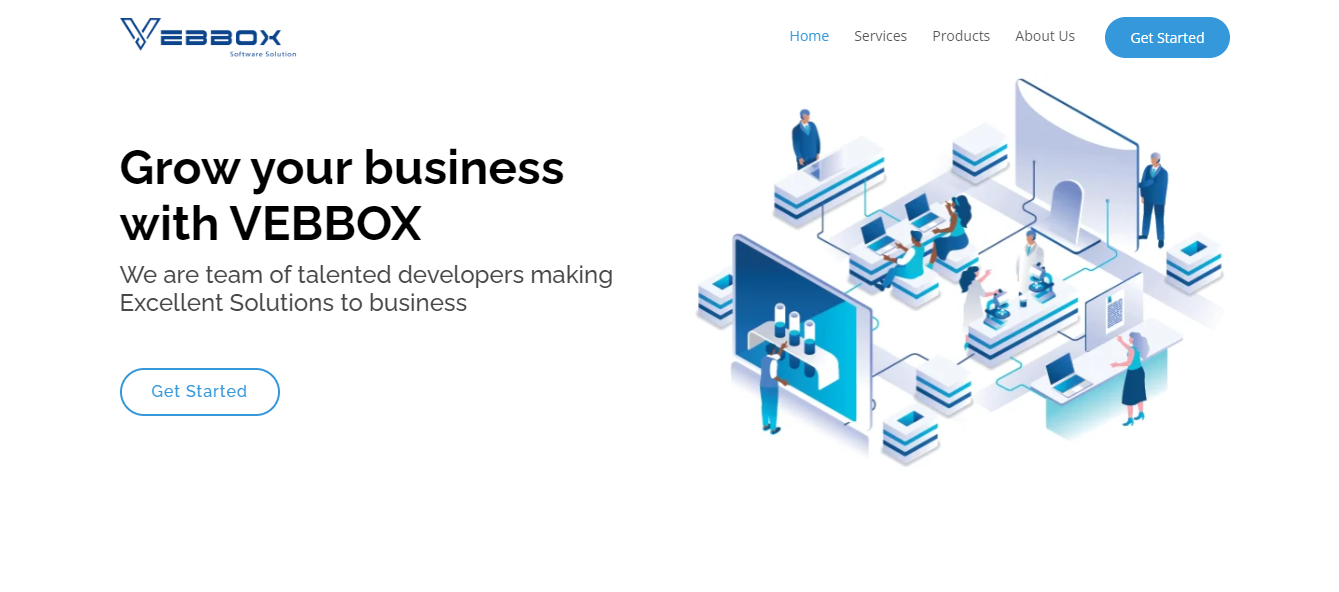 VEBBOX
Software Solution
Home Services Products About Us Get Started
Grow your business
with VEBBOX
We are team of talented developers making
Excellent Solutions to business
Get Started